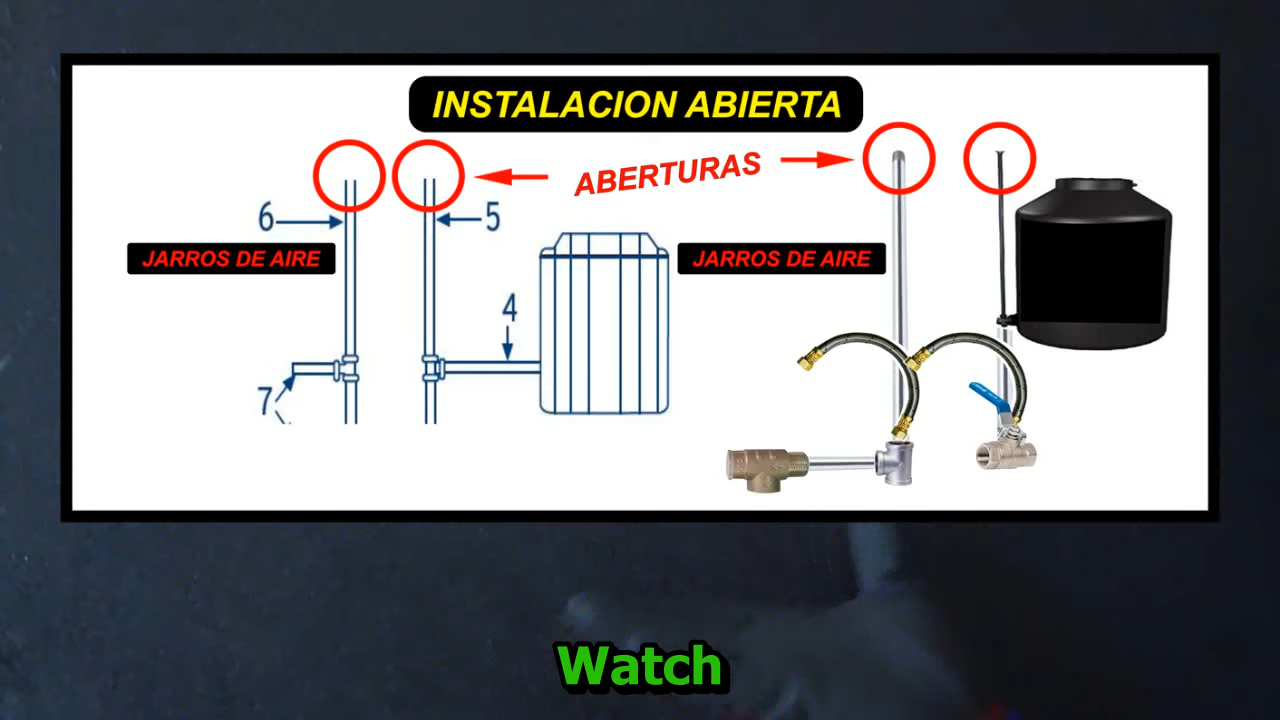 INSTALACION ABIERTA
ABERTURAS
6
5
JARROS DE AIRE
JARROS DE AIRE
4
7
Watch